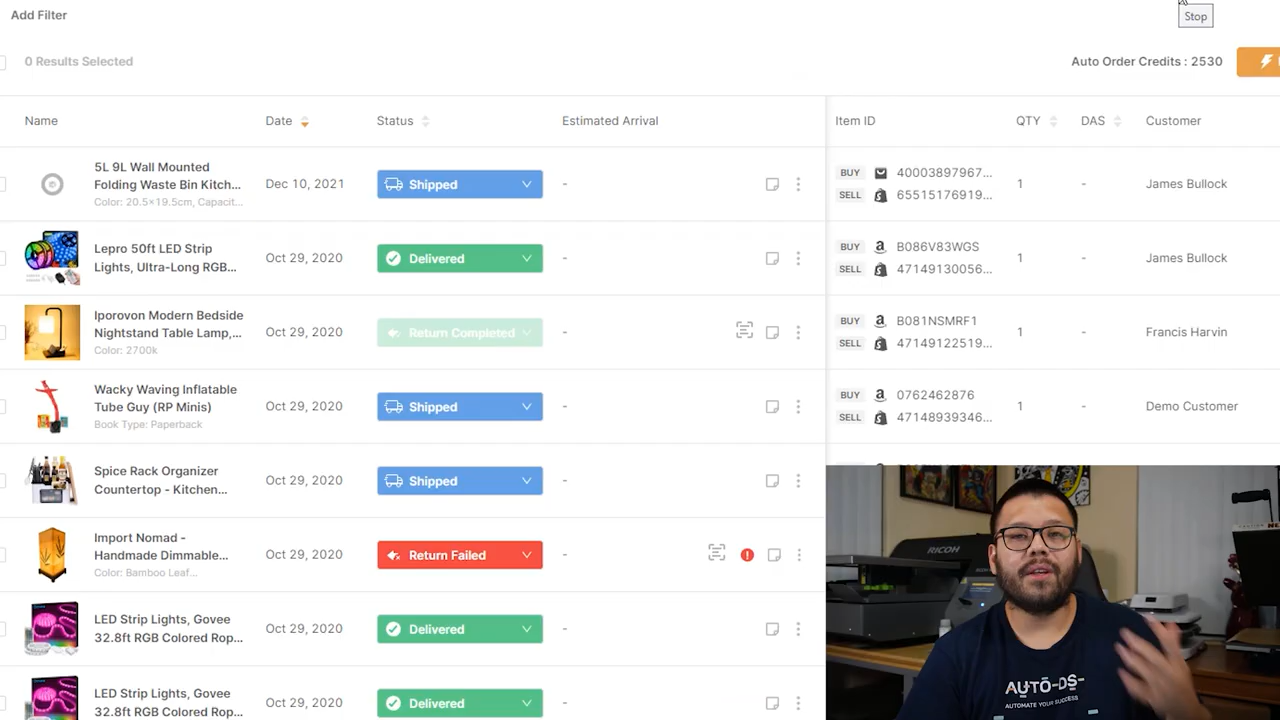 Add Filter
Stop
0 Results Selected
Auto Order Credits : 2530
Name
Date
Status
Estimated Arrival
Item ID
QTY
DAS
Customer
5L 9L Wall Mounted
Folding Waste Bin Kitch...
Color: 20.5×19.5cm, Capacit...
Dec 10, 2021
Shipped
-
BUY 40003897967...
SELL 65515176919...
1
-
James Bullock
Lepro 50ft LED Strip
Lights, Ultra-Long RGB...
Oct 29, 2020
Delivered
-
BUY B086V83WGS
SELL 47149130056...
1
-
James Bullock
Iporovon Modern Bedside
Nightstand Table Lamp,...
Color: 2700k
Oct 29, 2020
Return Completed
-
BUY B081NSMRF1
SELL 47149122519...
1
-
Francis Harvin
Wacky Waving Inflatable
Tube Guy (RP Minis)
Book Type: Paperback
Oct 29, 2020
Shipped
-
BUY 0762462876
SELL 47148939346...
1
-
Demo Customer
Spice Rack Organizer
Countertop - Kitchen...
Oct 29, 2020
Shipped
-
Import Nomad -
Handmade Dimmable...
Color: Bamboo Leaf...
Oct 29, 2020
Return Failed
-
LED Strip Lights, Govee
32.8ft RGB Colored Rop...
Oct 29, 2020
Delivered
-
LED Strip Lights, Govee
32.8ft RGB Colored Rop...
Oct 29, 2020
Delivered
-
RICOH
AUTO-DS-
AUTOMATE YOUR SUCCESS